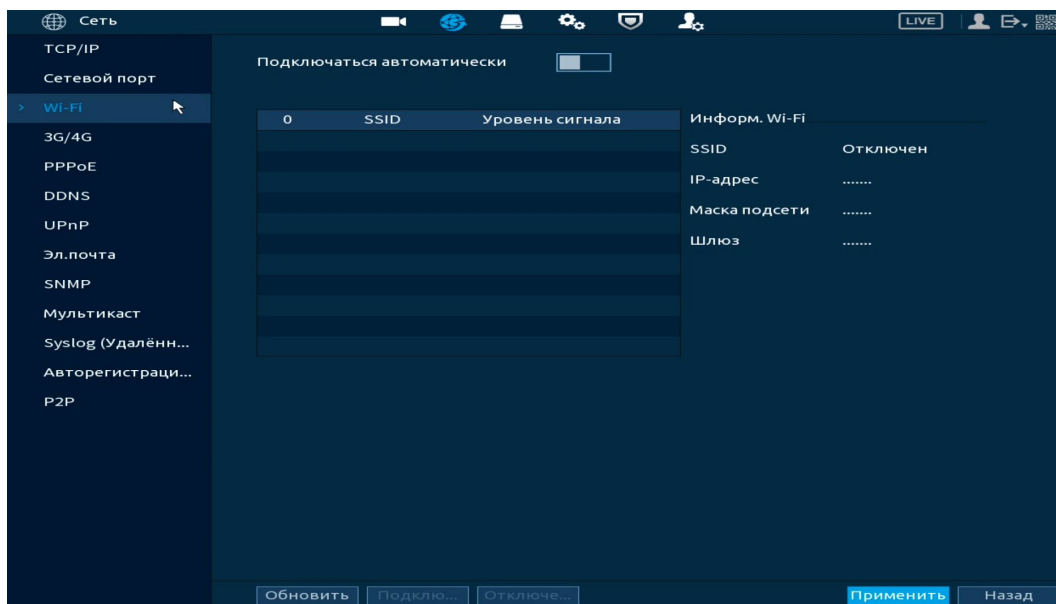 Сеть
LIVE
TCP/IP
Сетевой порт
Wi-Fi
3G/4G
PPPoE
DDNS
UPnP
Эл.почта
SNMP
Мультикаст
Syslog (Удалённ...
Авторегистраци...
P2P
Подключаться автоматически
0 SSID Уровень сигнала
Информ. Wi-Fi
SSID Отключен
IP-адрес .......
Маска подсети .......
Шлюз .......
Обновить Подклю... Отключе... Применить Назад